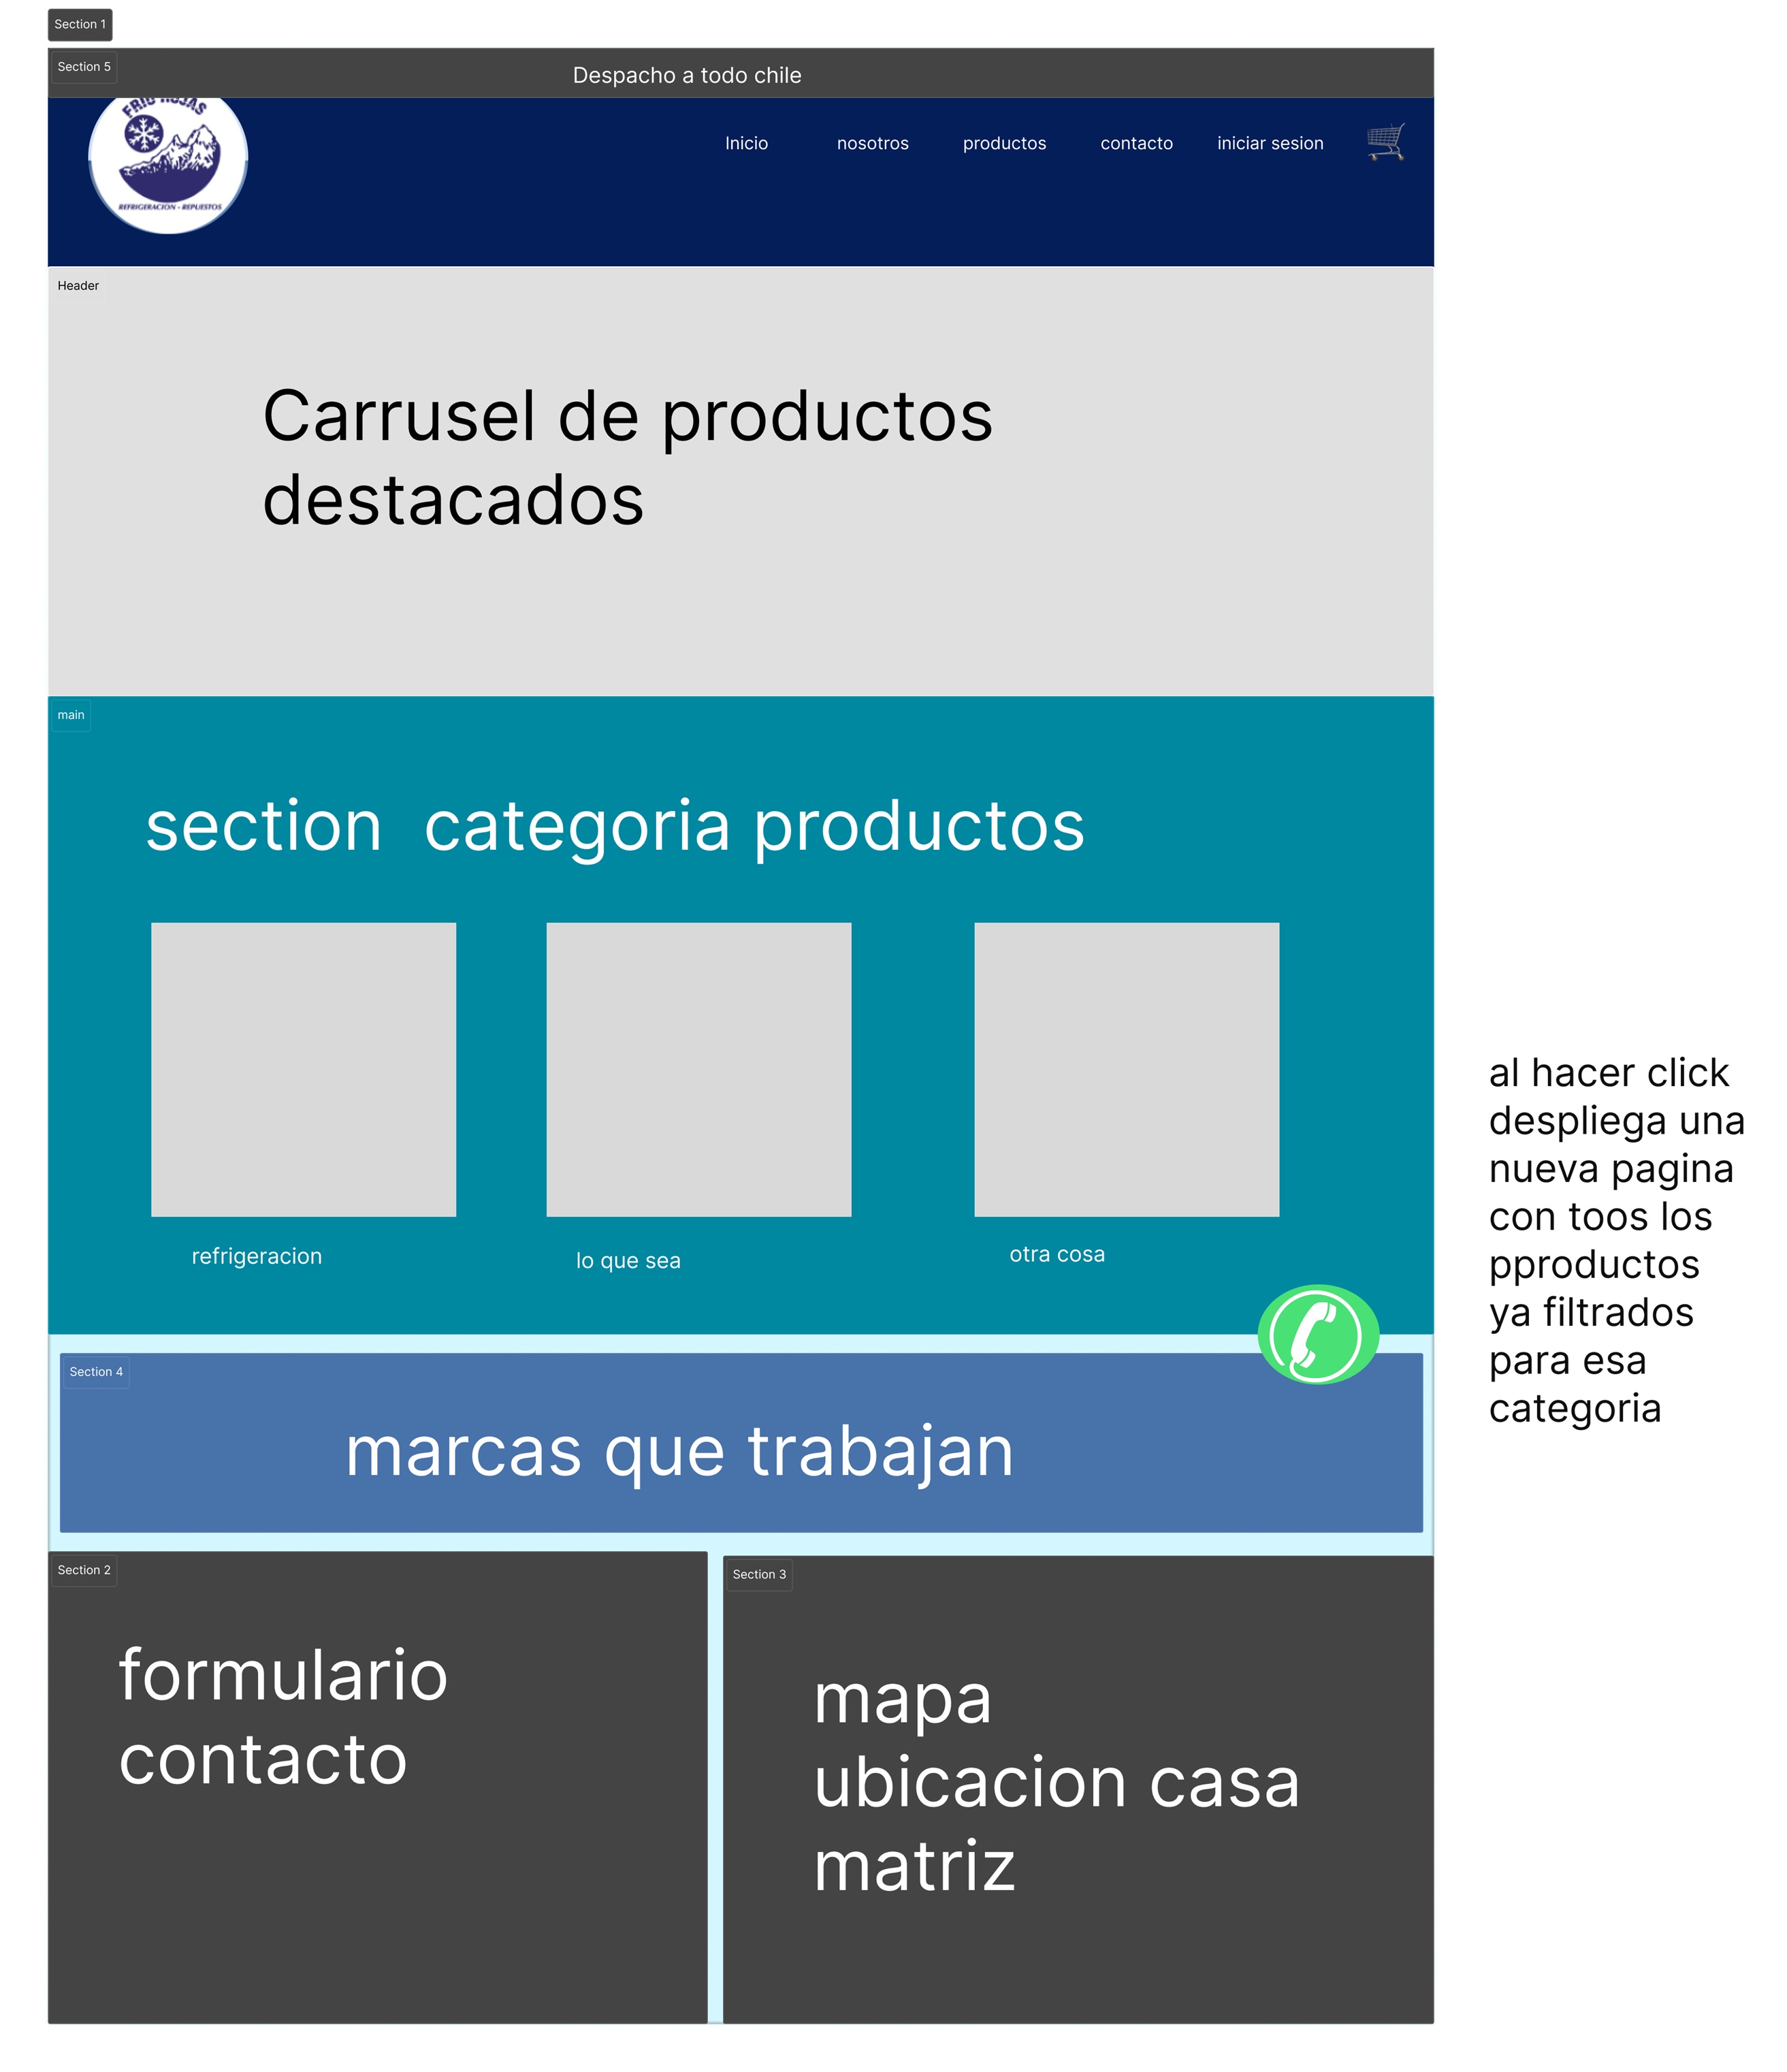 Section 1
Section 5
Despacho a todo chile
FRIO ROJAS
REFRIGERACION - REPUESTOS
Inicio
nosotros
productos
contacto
iniciar sesion
Header
Carrusel de productos
destacados
main
section categoria productos
refrigeracion
lo que sea
otra cosa
al hacer click
despliega una
nueva pagina
con toos los
pproductos
ya filtrados
para esa
categoria
Section 4
marcas que trabajan
Section 2
formulario
contacto
Section 3
mapa
ubicacion casa
matriz